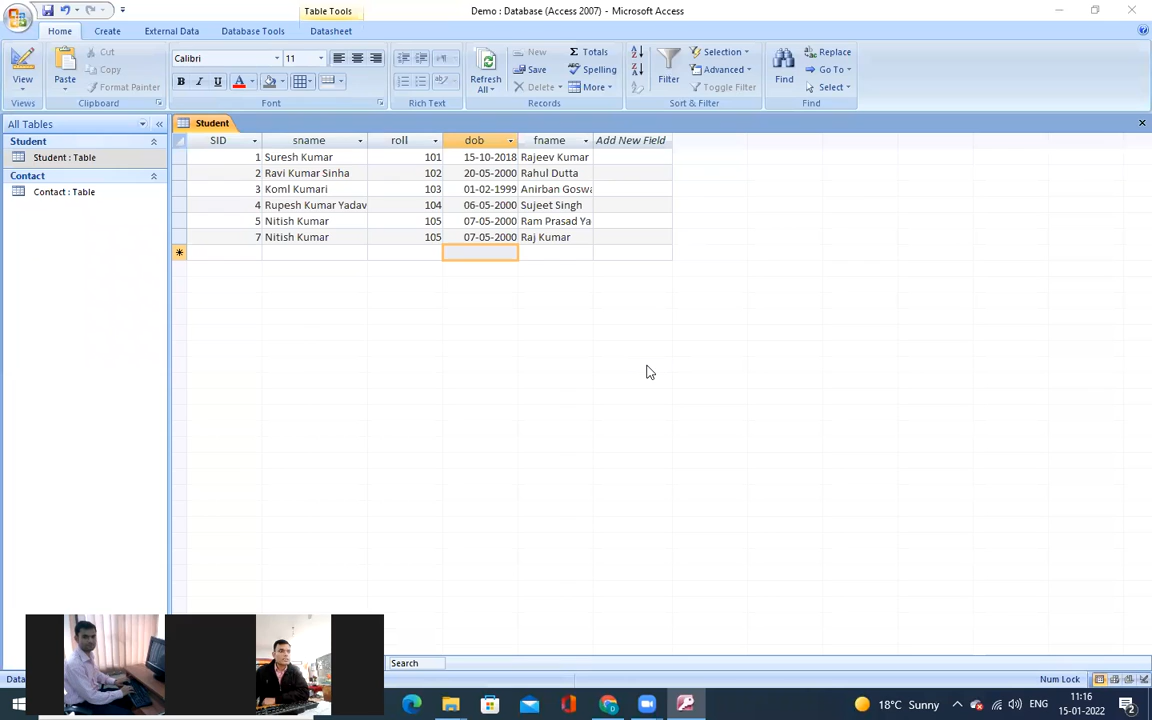 Table Tools
Demo : Database (Access 2007) - Microsoft Access
Home Create External Data Database Tools Datasheet
View
Views
Paste
Cut
Copy
Format Painter
Clipboard
Calibri 11
B I U A
Font
Rich Text
Refresh All
New
Save
Delete
Totals
Spelling
More
Records
Filter
Selection
Advanced
Toggle Filter
Sort & Filter
Find
Replace
Go To
Select
Find
All Tables
Student
Student : Table
Contact
Contact : Table
Student
SID sname roll dob fname Add New Field
1 Suresh Kumar 101 15-10-2018 Rajeev Kumar
2 Ravi Kumar Sinha 102 20-05-2000 Rahul Dutta
3 Koml Kumari 103 01-02-1999 Anirban Goswa
4 Rupesh Kumar Yadav 104 06-05-2000 Sujeet Singh
5 Nitish Kumar 105 07-05-2000 Ram Prasad Ya
7 Nitish Kumar 105 07-05-2000 Raj Kumar
Search
Data
Num Lock
18°C Sunny
ENG
11:16
15-01-2022
2